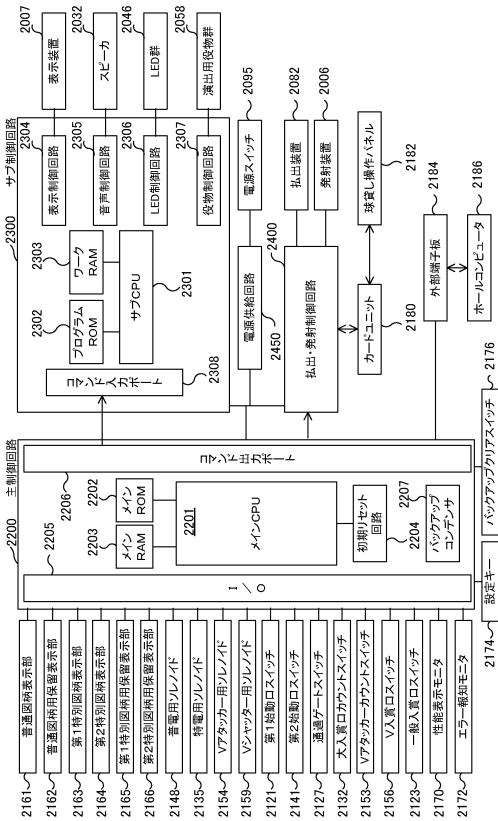 2161 普通図柄表示部
2162 普通図柄用保留表示部
2163 第1特別図柄表示部
2164 第2特別図柄表示部
2165 第1特別図柄用保留表示部
2166 第2特別図柄用保留表示部
2148 普電用ソレノイド
2135 特電用ソレノイド
2154 Vアタッカー用ソレノイド
2159 Vシャッター用ソレノイド
2121 第1始動口スイッチ
2141 第2始動口スイッチ
2127 通過ゲートスイッチ
2132 大入賞口カウントスイッチ
2153 Vアタッカーカウントスイッチ
2156 V入賞口スイッチ
2123 一般入賞口スイッチ
2170 性能表示モニタ
2172 エラー報知モニタ
2200
主制御回路
2205
I/O
2206
コマンド出力ポート
2203
メイン
RAM
2202
メイン
ROM
2201
メインCPU
初期リセット
回路
2204
2207
バックアップ
コンデンサ
2174 設定キー
バックアップクリアスイッチ 2176
2300
サブ制御回路
コマンド入力ポート
2308
2302
プログラム
ROM
2303
ワーク
RAM
サブCPU
2301
2304
表示制御回路
2305
音声制御回路
2306
LED制御回路
2307
役物制御回路
表示装置 2007
スピーカ 2032
LED群 2046
演出用役物群 2058
電源供給回路
2450
電源スイッチ 2095
2400
払出・発射制御回路
払出装置 2082
発射装置 2006
カードユニット
2180
球貸し操作パネル
2182
外部端子板 2184
ホールコンピュータ
2186